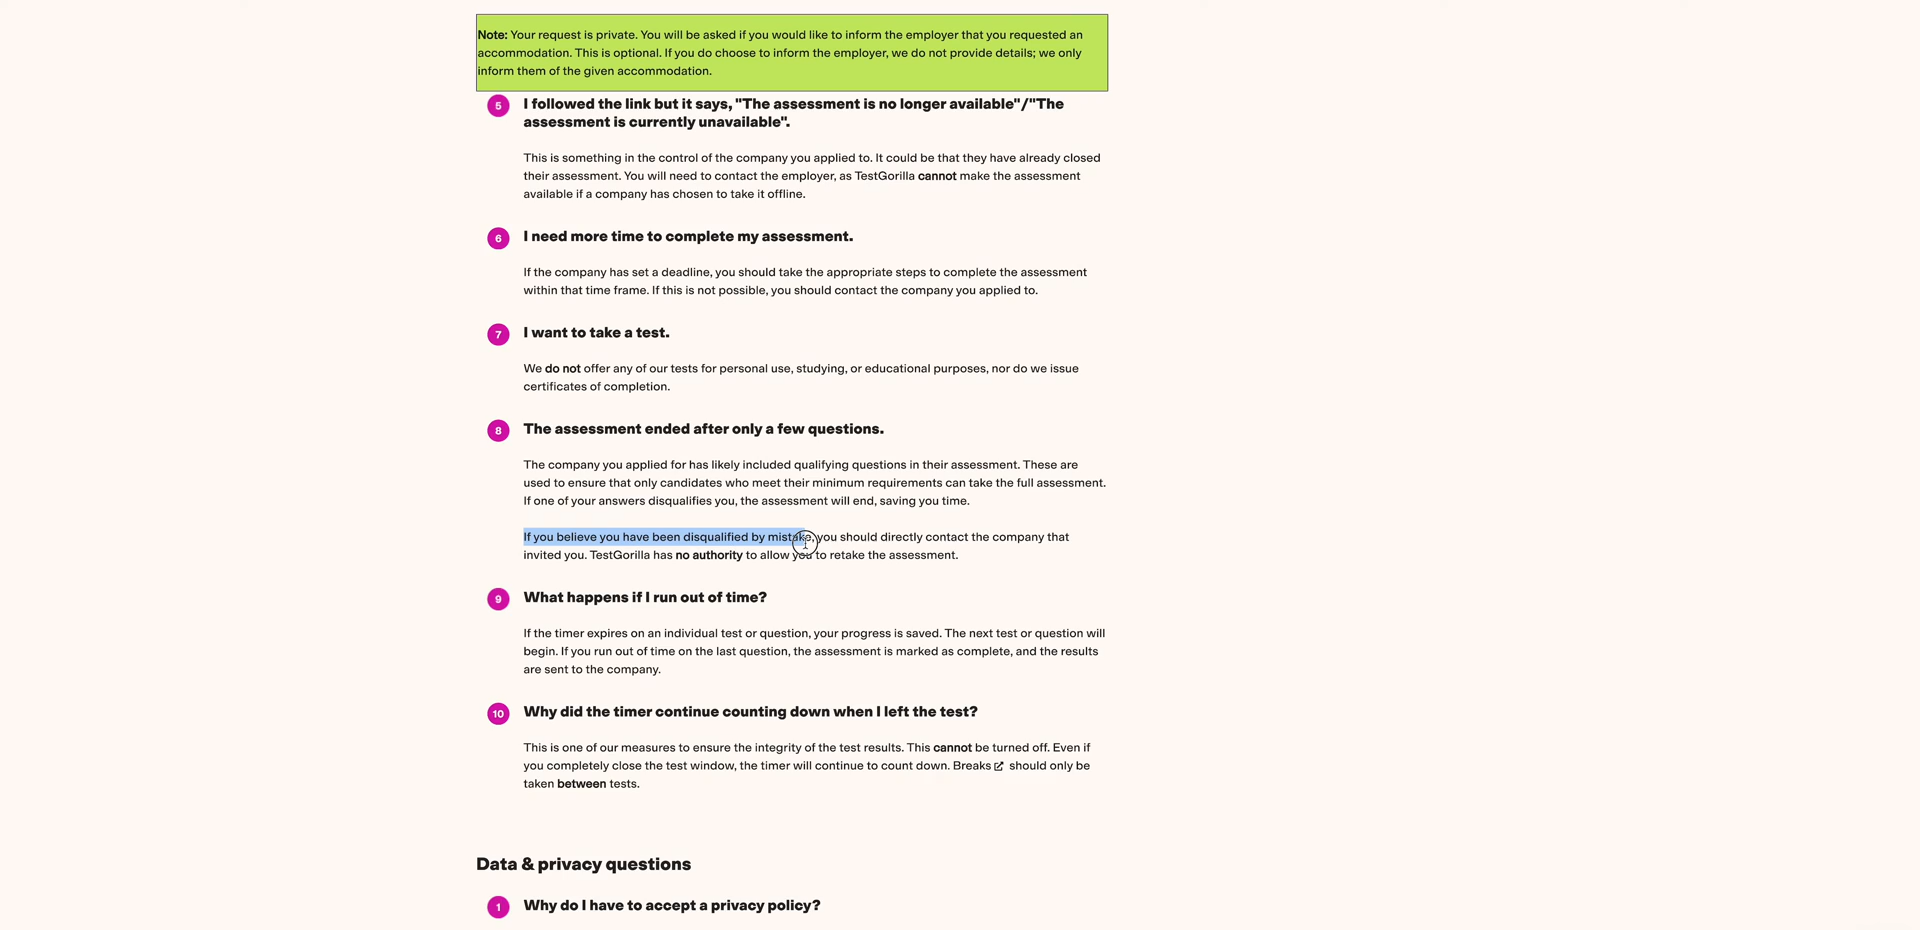 Note: Your request is private. You will be asked if you would like to inform the employer that you requested an
accommodation. This is optional. If you do choose to inform the employer, we do not provide details; we only
inform them of the given accommodation.
5
I followed the link but it says, "The assessment is no longer available"/"The
assessment is currently unavailable".
This is something in the control of the company you applied to. It could be that they have already closed
their assessment. You will need to contact the employer, as TestGorilla cannot make the assessment
available if a company has chosen to take it offline.
6
I need more time to complete my assessment.
If the company has set a deadline, you should take the appropriate steps to complete the assessment
within that time frame. If this is not possible, you should contact the company you applied to.
7
I want to take a test.
We do not offer any of our tests for personal use, studying, or educational purposes, nor do we issue
certificates of completion.
8
The assessment ended after only a few questions.
The company you applied for has likely included qualifying questions in their assessment. These are
used to ensure that only candidates who meet their minimum requirements can take the full assessment.
If one of your answers disqualifies you, the assessment will end, saving you time.
If you believe you have been disqualified by mistake, you should directly contact the company that
invited you. TestGorilla has no authority to allow you to retake the assessment.
9
What happens if I run out of time?
If the timer expires on an individual test or question, your progress is saved. The next test or question will
begin. If you run out of time on the last question, the assessment is marked as complete, and the results
are sent to the company.
10
Why did the timer continue counting down when I left the test?
This is one of our measures to ensure the integrity of the test results. This cannot be turned off. Even if
you completely close the test window, the timer will continue to count down. Breaks should only be
taken between tests.
Data & privacy questions
1
Why do I have to accept a privacy policy?